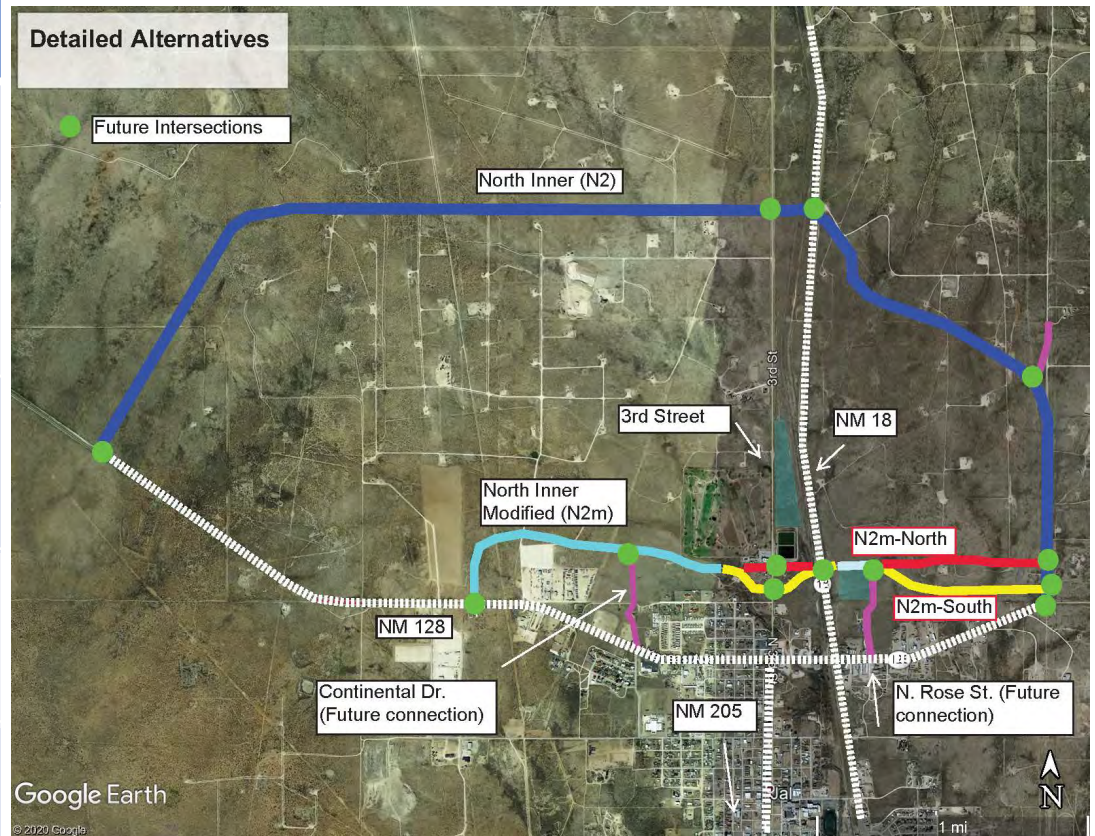 Detailed Alternatives
Future Intersections
North Inner (N2)
3rd St
3rd Street
NM 18
North Inner
Modified (N2m)
N2m-North
N2m-South
NM 128
Continental Dr.
(Future connection)
NM 205
N. Rose St. (Future
connection)
N
Google Earth
© 2020 Google
1 mi